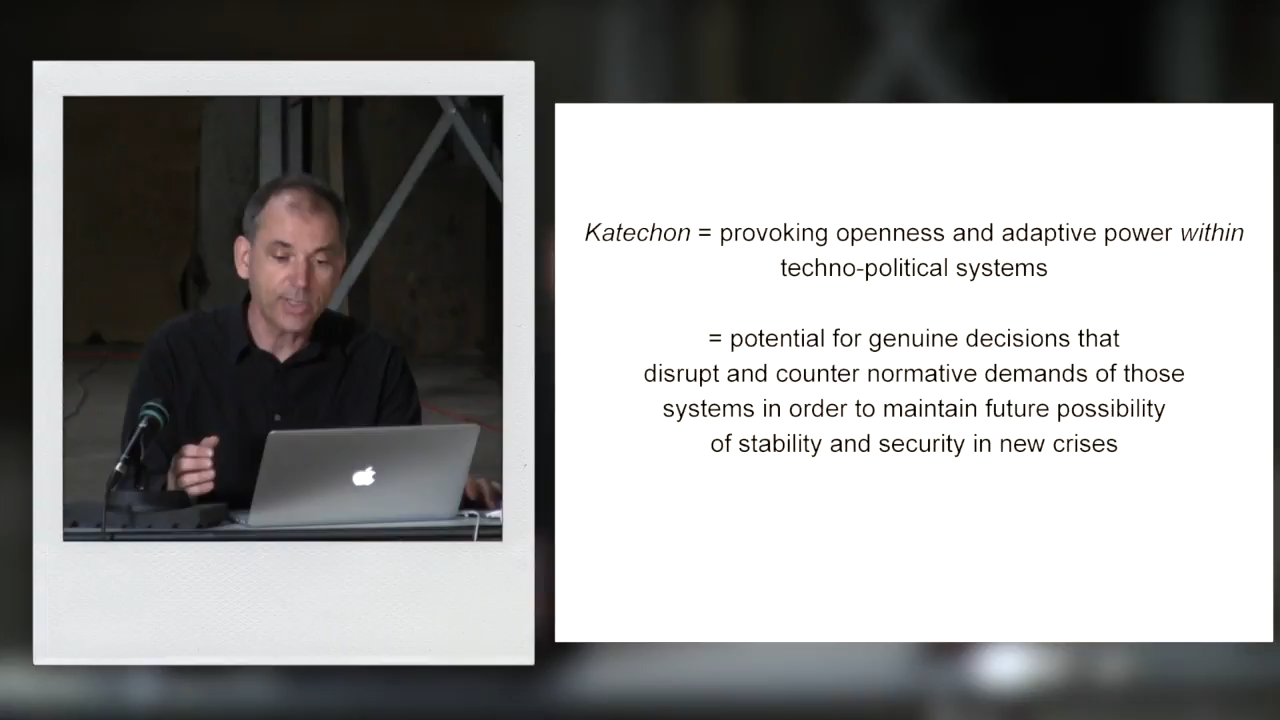 Katechon = provoking openness and adaptive power within
techno-political systems
= potential for genuine decisions that
disrupt and counter normative demands of those
systems in order to maintain future possibility
of stability and security in new crises